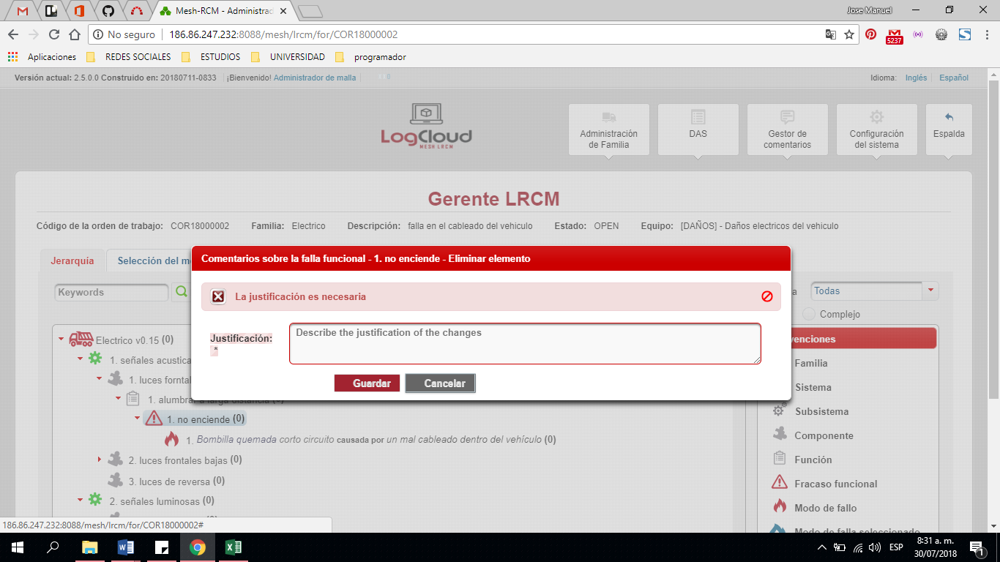 Mesh-RCM - Administrad
Jose Manuel
No seguro
186.86.247.232:8088/mesh/lrcm/for/COR18000002
5237
Aplicaciones
REDES SOCIALES
ESTUDIOS
UNIVERSIDAD
programador
Versión actual: 2.5.0.0 Construido en: 20180711-0833
¡Bienvenido! Administrador de malla
0
Idioma:
Inglés
Español
LogCloud
MESH LRCM
Administración
de Familia
DAS
Gestor de
comentarios
Configuración
del sistema
Espalda
Gerente LRCM
Código de la orden de trabajo: COR18000002
Familia: Electrico
Descripción: falla en el cableado del vehiculo
Estado: OPEN
Equipo: [DAÑOS] - Daños electricos del vehiculo
Jerarquía
Selección del m
Comentarios sobre la falla funcional - 1. no enciende - Eliminar elemento
La justificación es necesaria
Justificación:
*
Describe the justification of the changes
Guardar
Cancelar
Keywords
a
Todas
Complejo
Electrico v0.15 (0)
1. señales acustica
1. luces forntal
1. alumbrar a larga distancia (0)
1. no enciende (0)
1. Bombilla quemada corto circuito causada por un mal cableado dentro del vehículo (0)
2. luces frontales bajas (0)
3. luces de reversa (0)
2. señales luminosas (0)
venciones
Familia
Sistema
Subsistema
Componente
Función
Fracaso funcional
Modo de fallo
Modo de falla seleccionado
186.86.247.232:8088/mesh/lrcm/for/COR18000002#
ESP
8:31 a. m.
30/07/2018
1